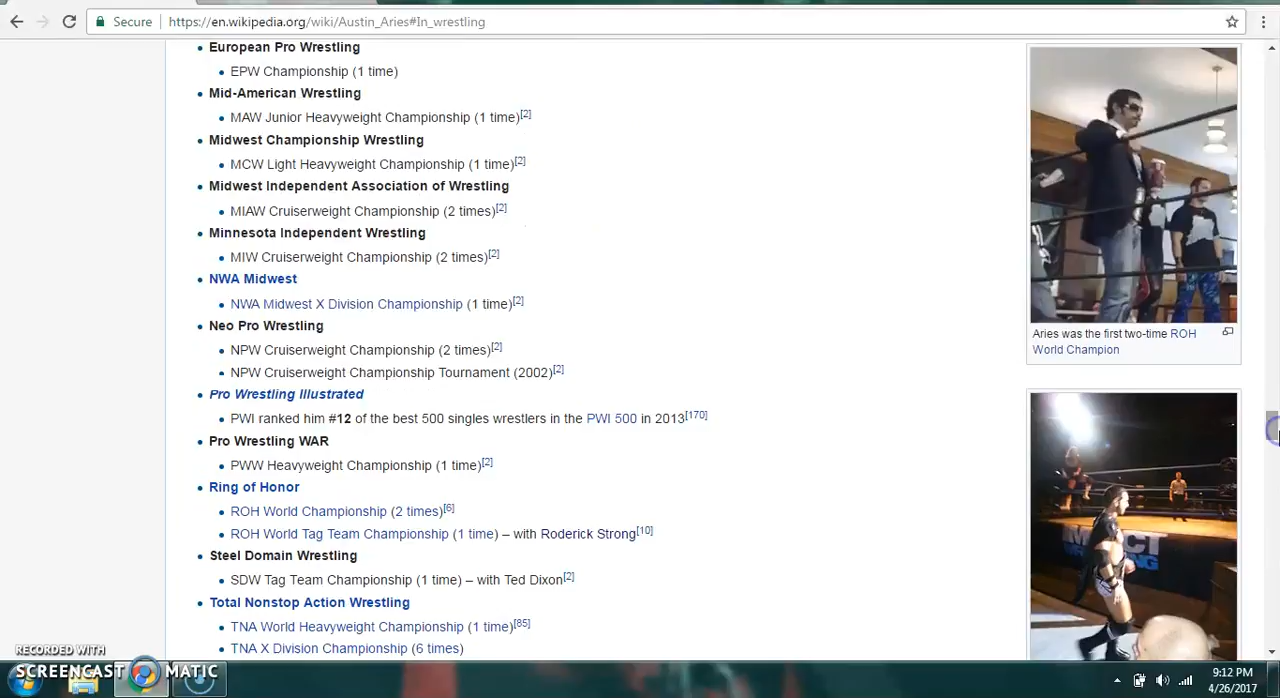 Secure
https://en.wikipedia.org/wiki/Austin_Aries#In_wrestling
European Pro Wrestling
EPW Championship (1 time)
Mid-American Wrestling
MAW Junior Heavyweight Championship (1 time)[2]
Midwest Championship Wrestling
MCW Light Heavyweight Championship (1 time)[2]
Midwest Independent Association of Wrestling
MIAW Cruiserweight Championship (2 times)[2]
Minnesota Independent Wrestling
MIW Cruiserweight Championship (2 times)[2]
NWA Midwest
NWA Midwest X Division Championship (1 time)[2]
Neo Pro Wrestling
NPW Cruiserweight Championship (2 times)[2]
NPW Cruiserweight Championship Tournament (2002)[2]
Pro Wrestling Illustrated
PWI ranked him #12 of the best 500 singles wrestlers in the PWI 500 in 2013[170]
Pro Wrestling WAR
PWW Heavyweight Championship (1 time)[2]
Ring of Honor
ROH World Championship (2 times)[6]
ROH World Tag Team Championship (1 time) – with Roderick Strong[10]
Steel Domain Wrestling
SDW Tag Team Championship (1 time) – with Ted Dixon[2]
Total Nonstop Action Wrestling
TNA World Heavyweight Championship (1 time)[85]
TNA X Division Championship (6 times)
Aries was the first two-time ROH
World Champion
IMPACT
WRESTLING
RECORDED WITH
SCREENCAST MATIC
9:12 PM
4/26/2017